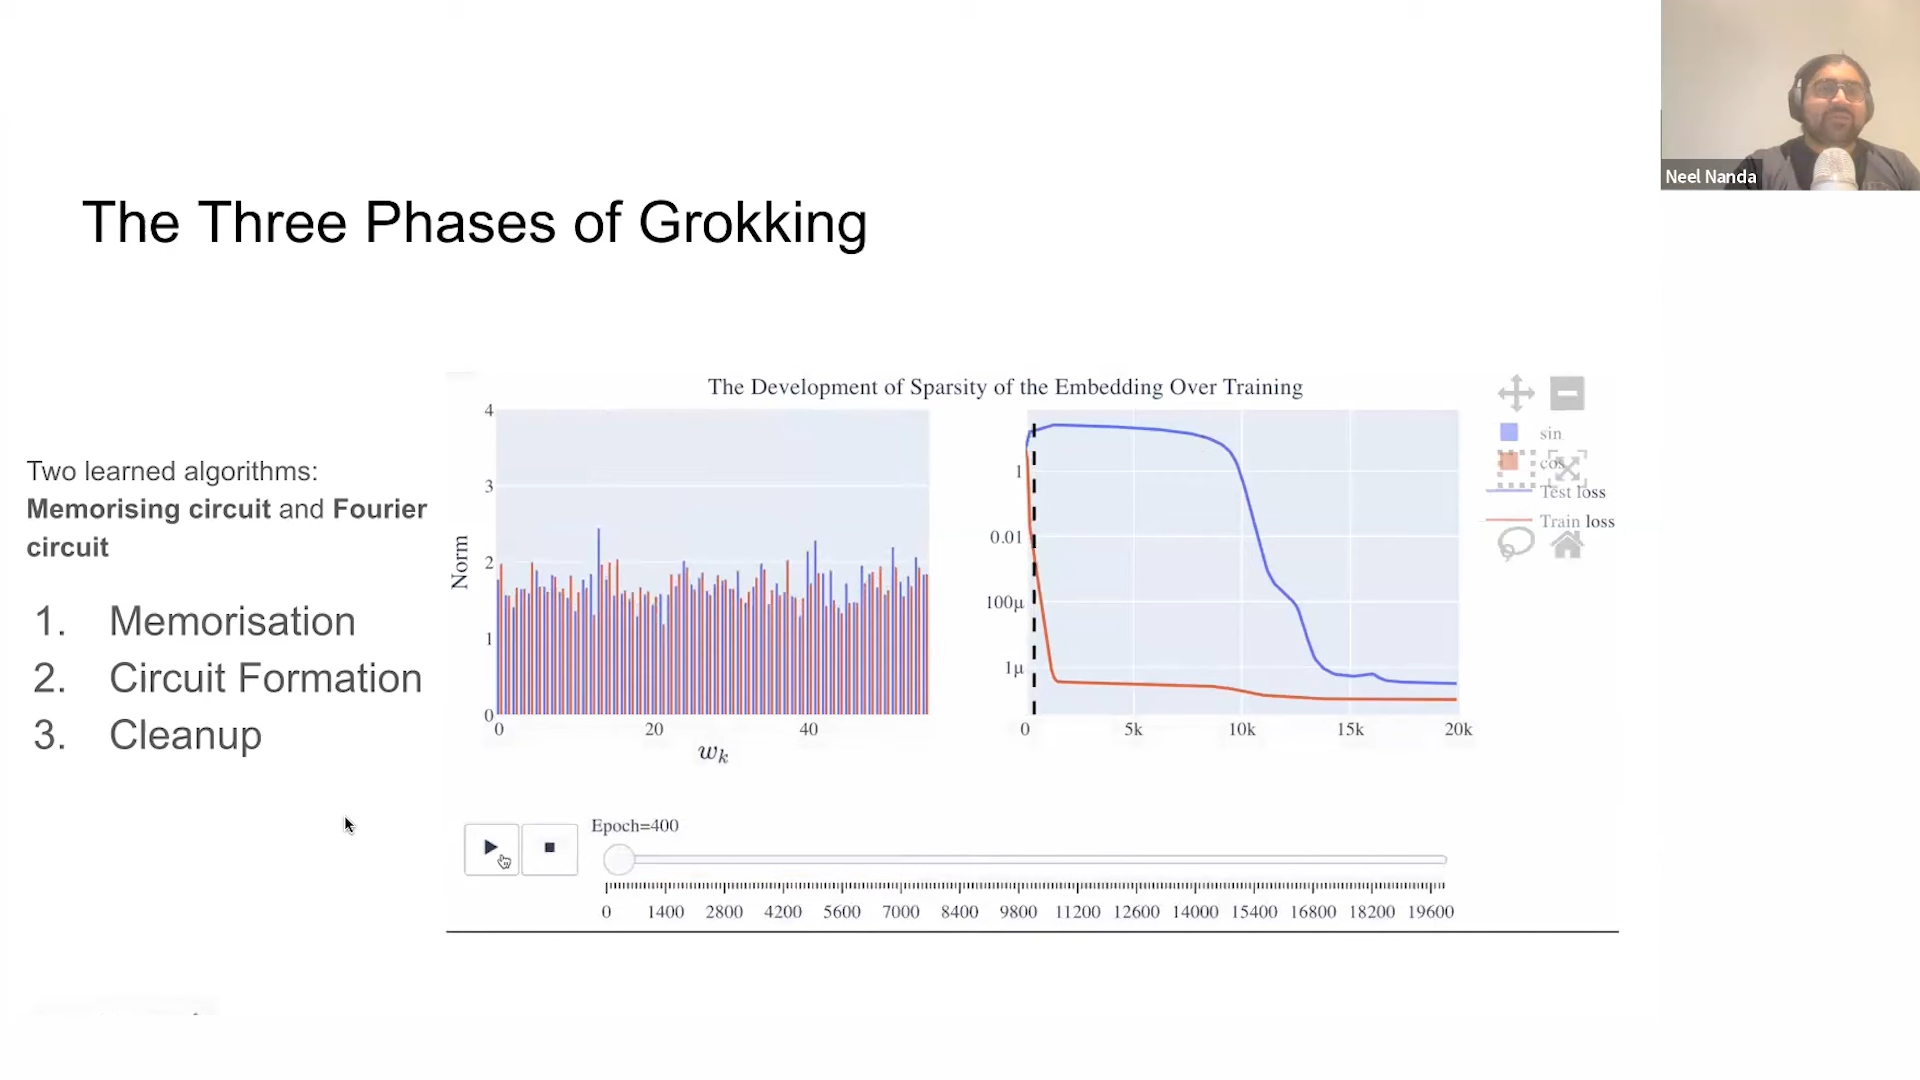 Neel Nanda
The Three Phases of Grokking
Two learned algorithms:
Memorising circuit and Fourier
circuit
1. Memorisation
2. Circuit Formation
3. Cleanup
The Development of Sparsity of the Embedding Over Training
4
3
2
1
0
Norm
0 20 40
wk
1
0.01
100μ
1μ
0 5k 10k 15k 20k
sin
cos
Test loss
Train loss
Epoch=400
0 1400 2800 4200 5600 7000 8400 9800 11200 12600 14000 15400 16800 18200 19600